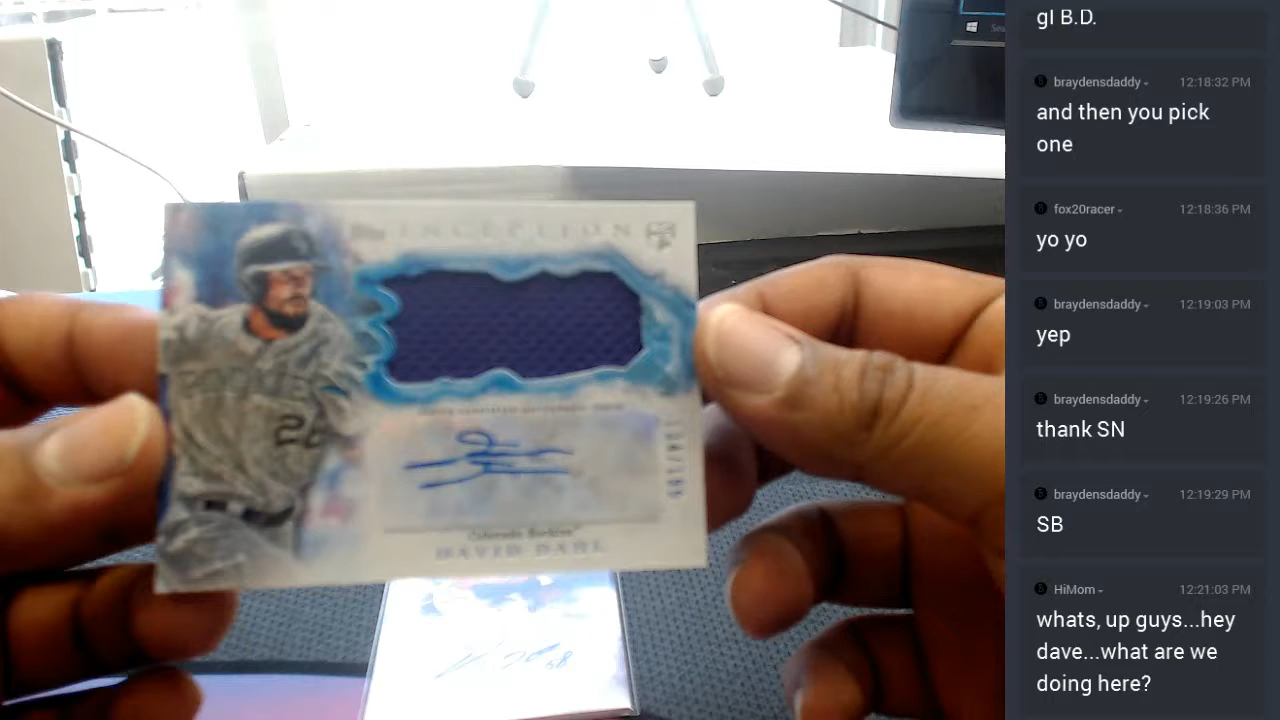 INCEPTION
ROCKIES
26
Colorado Rockies™
DAVID DAHL
68
gl B.D.
braydensdaddy 12:18:32 PM
and then you pick
one
fox20racer 12:18:36 PM
yo yo
braydensdaddy 12:19:03 PM
yep
braydensdaddy 12:19:26 PM
thank SN
braydensdaddy 12:19:29 PM
SB
HiMom 12:21:03 PM
whats, up guys...hey
dave...what are we
doing here?